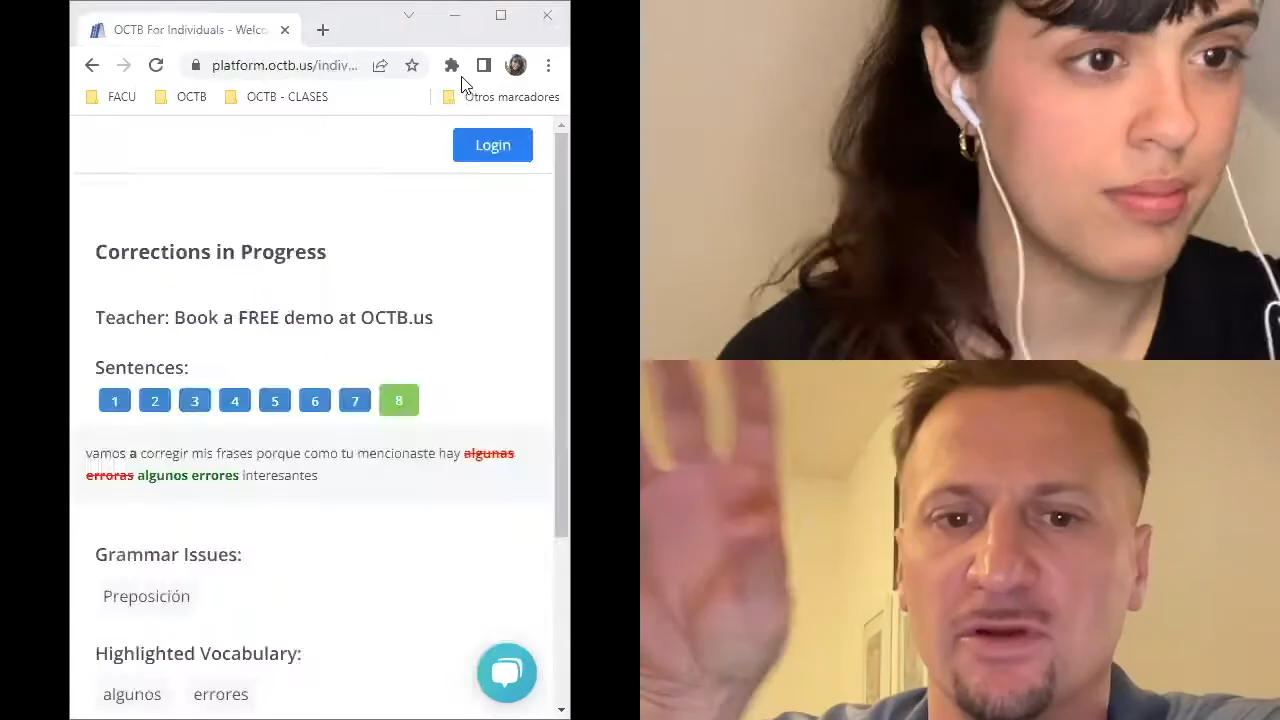 OCTB For Individuals - Welco
platform.octb.us/indiv...
FACU
OCTB
OCTB - CLASES
Otros marcadores
Login
Corrections in Progress
Teacher: Book a FREE demo at OCTB.us
Sentences:
1 2 3 4 5 6 7 8
vamos a corregir mis frases porque como tu mencionaste hay algunas
erroras algunos errores interesantes
Grammar Issues:
Preposición
Highlighted Vocabulary:
algunos errores